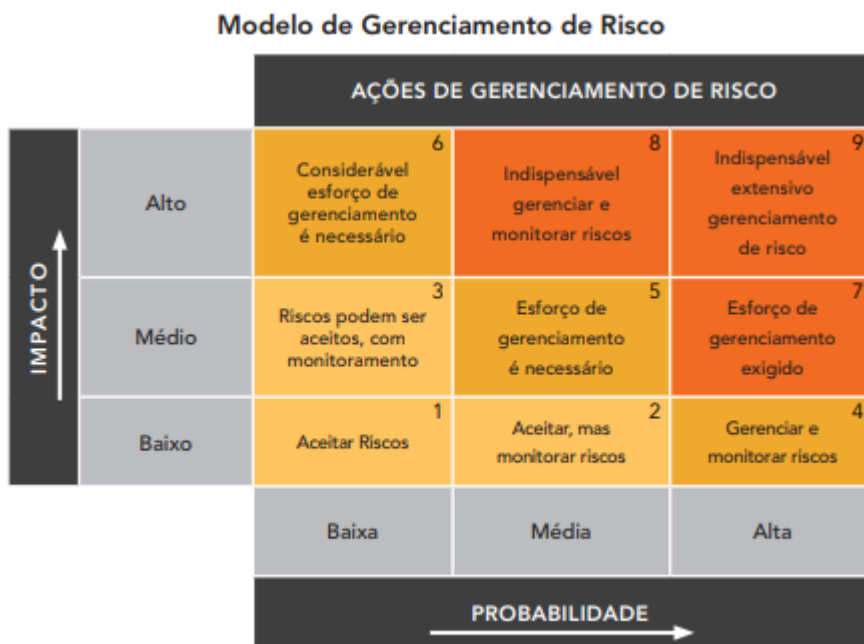 Modelo de Gerenciamento de Risco
AÇÕES DE GERENCIAMENTO DE RISCO
IMPACTO
Alto
6
Considerável
esforço de
gerenciamento
é necessário
8
Indispensável
gerenciar e
monitorar riscos
9
Indispensável
extensivo
gerenciamento
de risco
Médio
3
Riscos podem ser
aceitos, com
monitoramento
5
Esforço de
gerenciamento
é necessário
7
Esforço de
gerenciamento
exigido
Baixo
1
Aceitar Riscos
2
Aceitar, mas
monitorar riscos
4
Gerenciar e
monitorar riscos
Baixa
Média
Alta
PROBABILIDADE